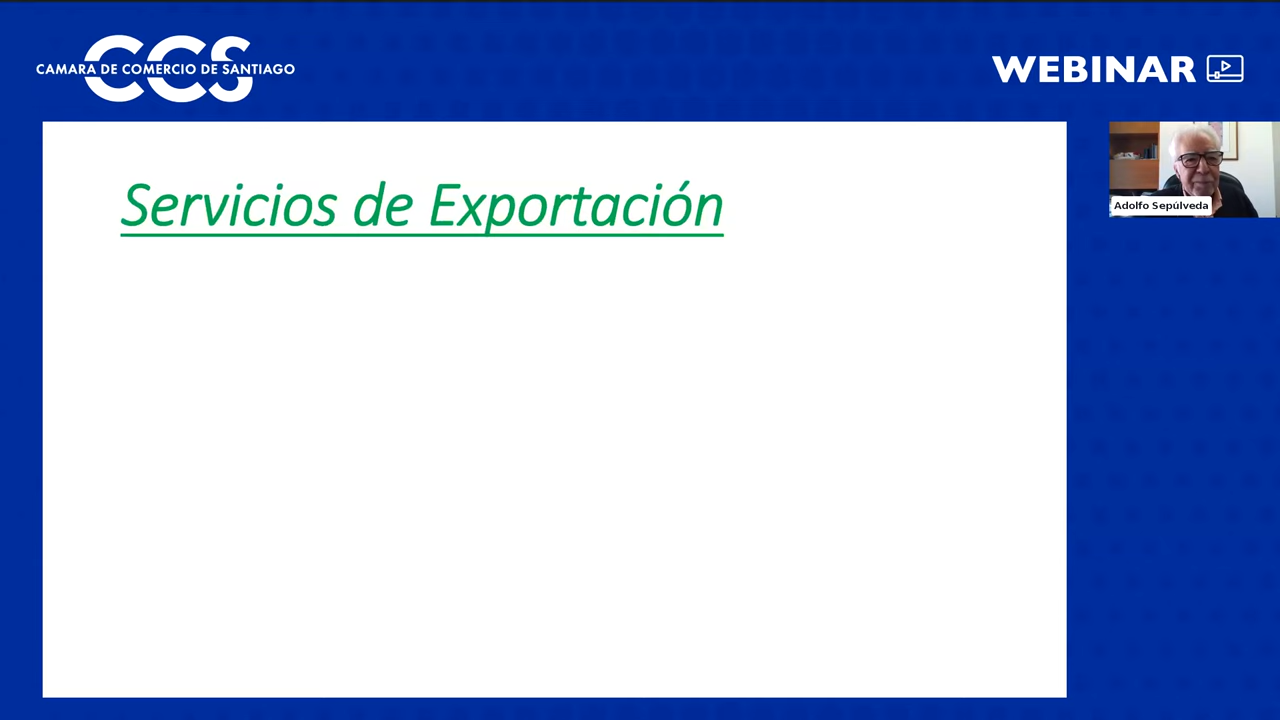 CCS
CAMARA DE COMERCIO DE SANTIAGO
WEBINAR
Servicios de Exportación
Adolfo Sepúlveda